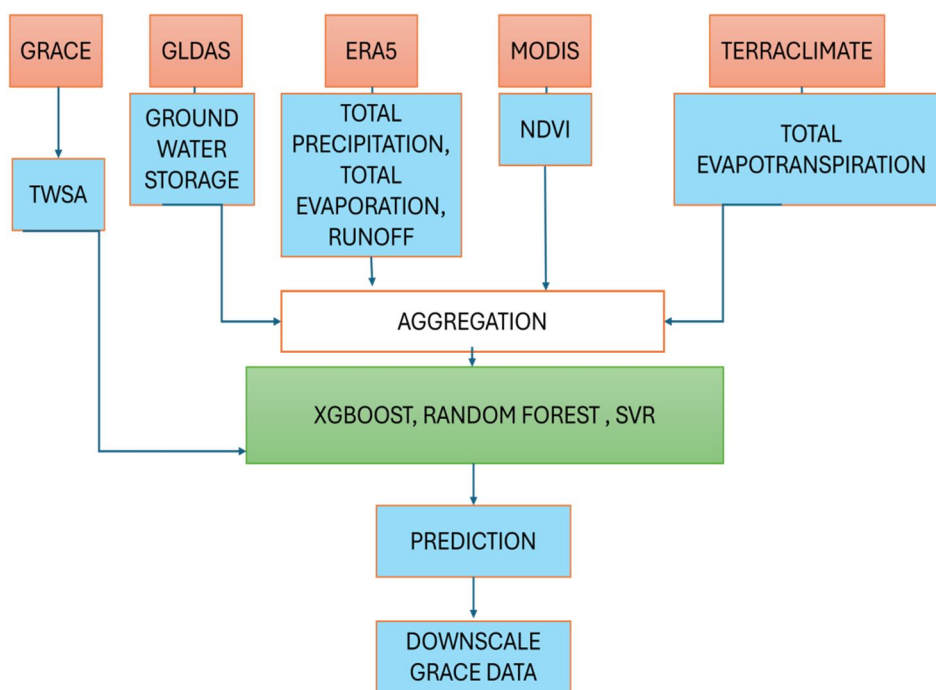 GRACE
GLDAS
ERA5
MODIS
TERRACLIMATE
TWSA
GROUND
WATER
STORAGE
TOTAL
PRECIPITATION,
TOTAL
EVAPORATION,
RUNOFF
NDVI
TOTAL
EVAPOTRANSPIRATION
AGGREGATION
XGBOOST, RANDOM FOREST , SVR
PREDICTION
DOWNSCALE
GRACE DATA